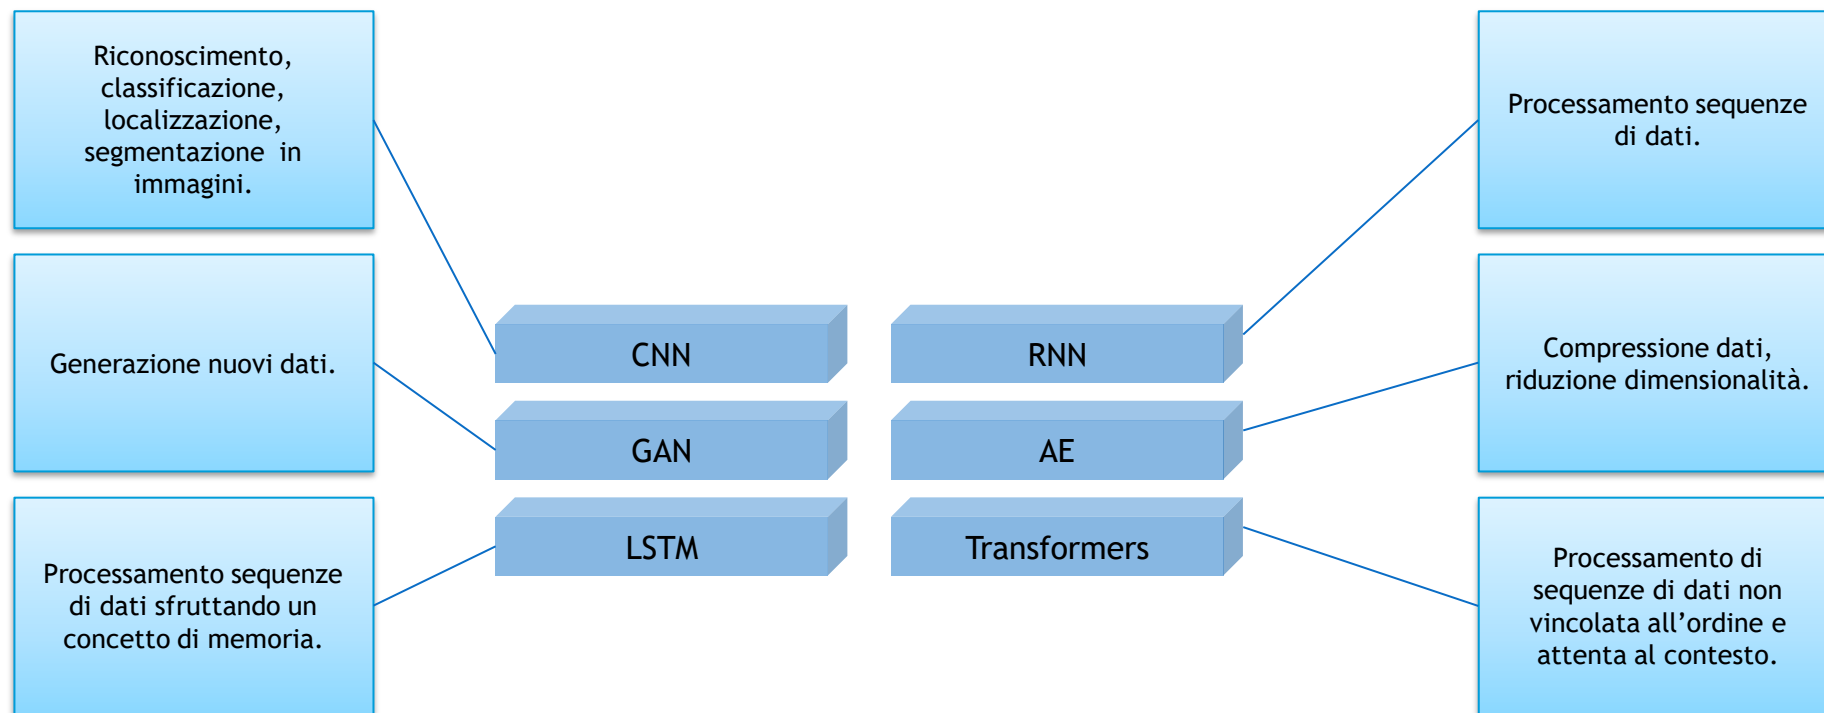 Riconoscimento,
classificazione,
localizzazione,
segmentazione in
immagini.
Generazione nuovi dati.
Processamento sequenze
di dati sfruttando un
concetto di memoria.
CNN
GAN
LSTM
RNN
AE
Transformers
Processamento sequenze
di dati.
Compressione dati,
riduzione dimensionalità.
Processamento di
sequenze di dati non
vincolata all’ordine e
attenta al contesto.